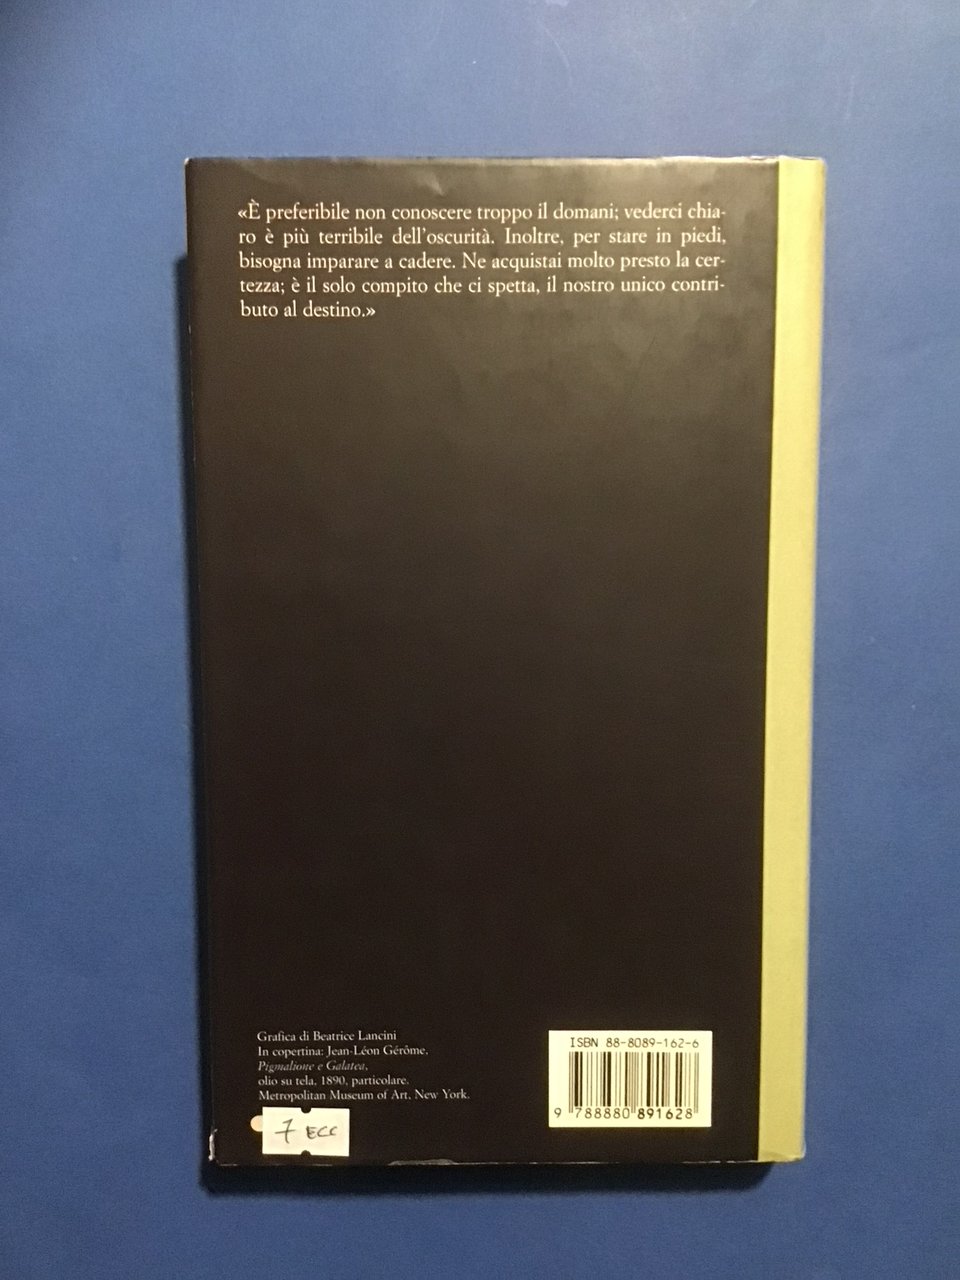 «È preferibile non conoscere troppo il domani; vederci chia-
ro è più terribile dell'oscurità. Inoltre, per stare in piedi,
bisogna imparare a cadere. Ne acquistai molto presto la cer-
tezza; è il solo compito che ci spetta, il nostro unico contri-
buto al destino.»
Grafica di Beatrice Lancini
In copertina: Jean-Léon Gérôme,
Pigmalione e Galatea,
olio su tela, 1890, particolare.
Metropolitan Museum of Art, New York.
7 ECC
ISBN 88-8089-162-6
9 788880 891628